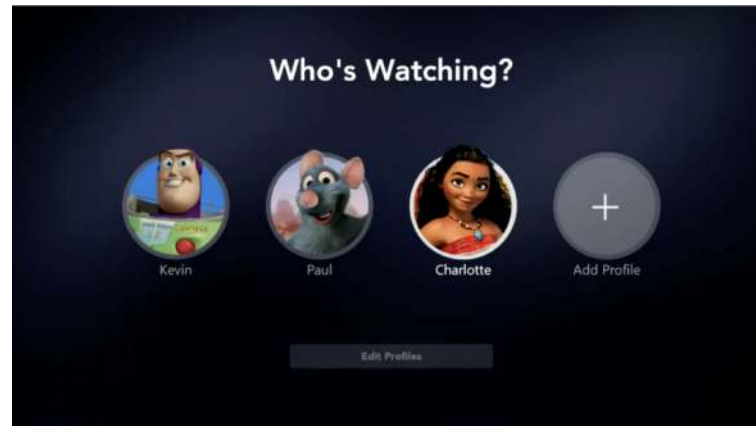 Who's Watching?
Kevin
Paul
Charlotte
Add Profile
Edit Profiles